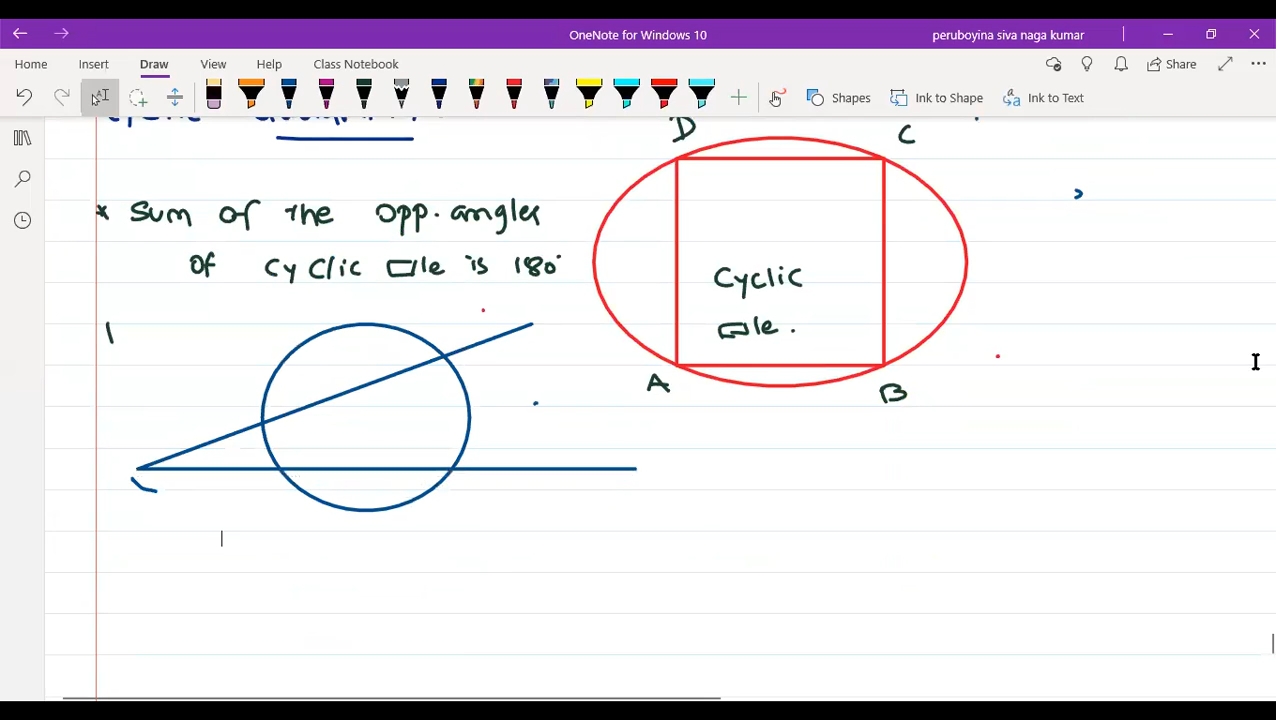 OneNote for Windows 10
peruboyina siva naga kumar
Home Insert Draw View Help Class Notebook
Share
Shapes Ink to Shape Ink to Text
D C
* Sum of the opp. angles
of cyclic ▭le is 180°
cyclic
▭le.
A B